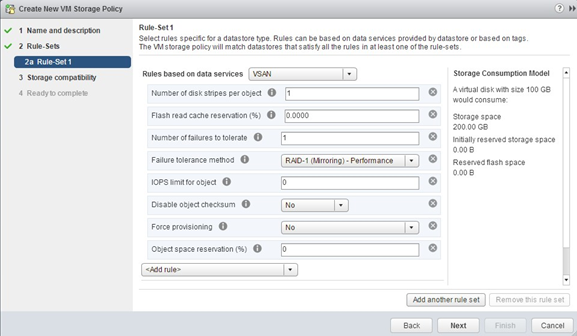 Create New VM Storage Policy
1 Name and description
2 Rule-Sets
2a Rule-Set 1
3 Storage compatibility
4 Ready to complete
Rule-Set 1
Select rules specific for a datastore type. Rules can be based on data services provided by datastore or based on tags.
The VM storage policy will match datastores that satisfy all the rules in at least one of the rule-sets.
Rules based on data services VSAN
Number of disk stripes per object 1
Flash read cache reservation (%) 0.0000
Number of failures to tolerate 1
Failure tolerance method RAID-1 (Mirroring) - Performance
IOPS limit for object 0
Disable object checksum No
Force provisioning No
Object space reservation (%) 0
<Add rule>
Storage Consumption Model
A virtual disk with size 100 GB
would consume:
Storage space
200.00 GB
Initially reserved storage space
0.00 B
Reserved flash space
0.00 B
Add another rule set Remove this rule set
Back Next Finish Cancel